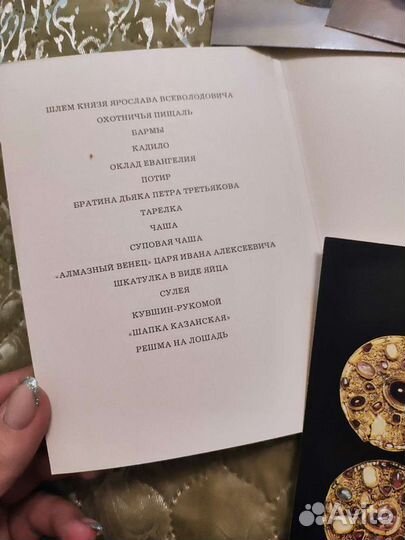 ШЛЕМ КНЯЗЯ ЯРОСЛАВА ВСЕВОЛОДОВИЧА
ОХОТНИЧЬЯ ПИЩАЛЬ
БАРМЫ
КАДИЛО
ОКЛАД ЕВАНГЕЛИЯ
ПОТИР
БРАТИНА ДЬЯКА ПЕТРА ТРЕТЬЯКОВА
ТАРЕЛКА
ЧАША
СУПОВАЯ ЧАША
«АЛМАЗНЫЙ ВЕНЕЦ» ЦАРЯ ИВАНА АЛЕКСЕЕВИЧА
ШКАТУЛКА В ВИДЕ ЯЙЦА
СУЛЕЯ
КУВШИН-РУКОМОЙ
«ШАПКА КАЗАНСКАЯ»
РЕШМА НА ЛОШАДЬ
Avito